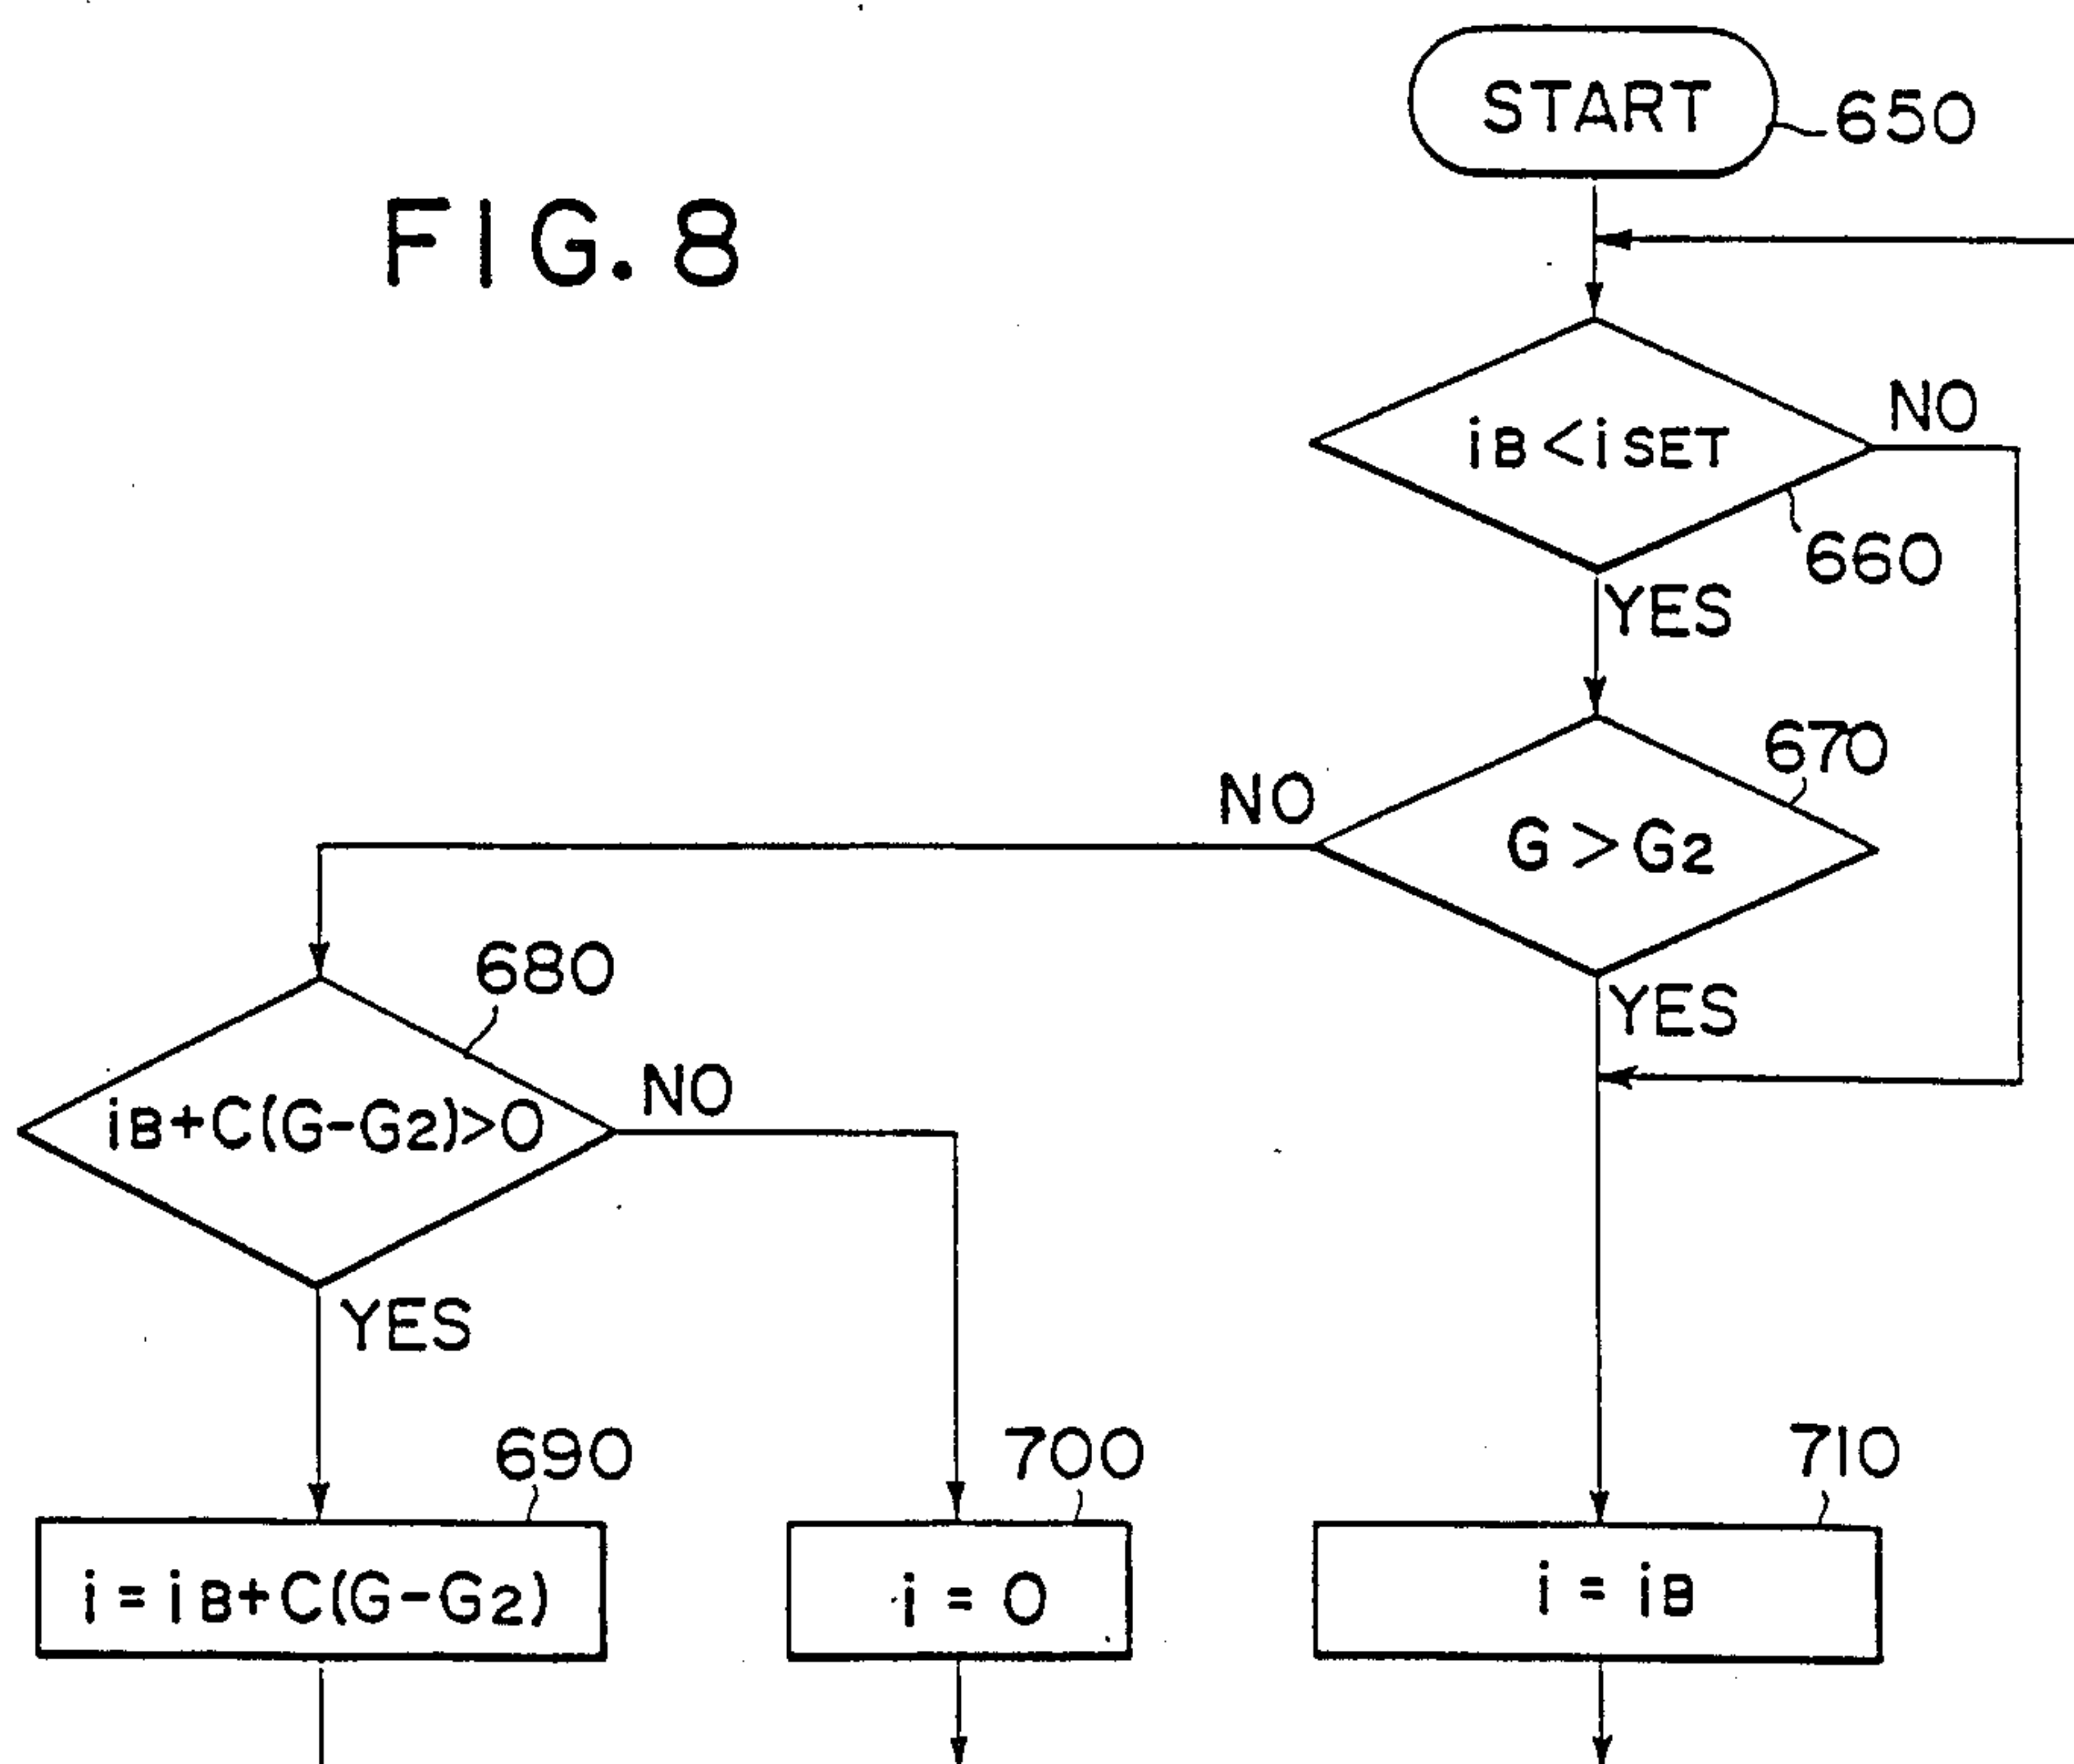 FIG. 8
START
650
iB<iSET
NO
660
YES
670
NO
G>G2
YES
680
iB+C(G-G2)>0
NO
YES
690
i=iB+C(G-G2)
700
i=0
710
i=iB